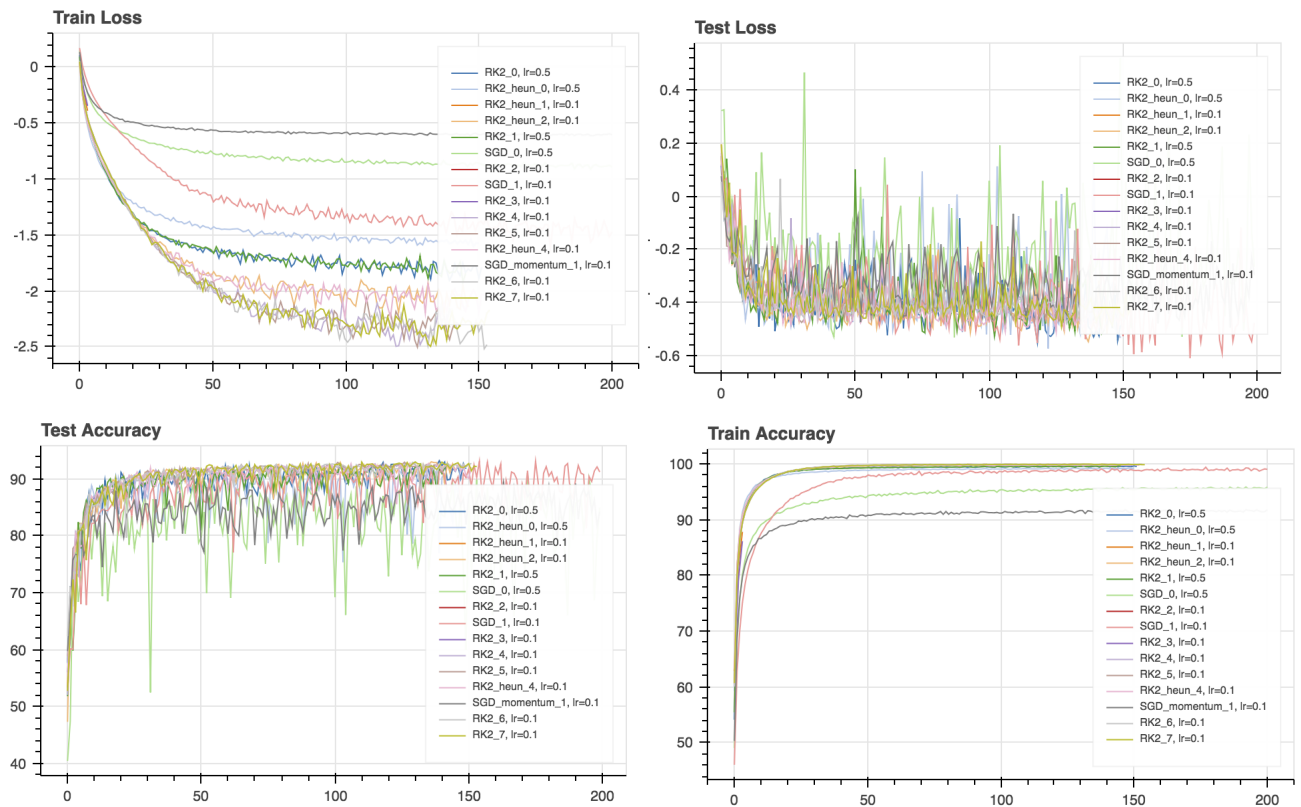 Train Loss
0
-0.5
-1
-1.5
-2
-2.5
0
50
100
150
200
RK2_0, lr=0.5
RK2_heun_0, lr=0.5
RK2_heun_1, lr=0.1
RK2_heun_2, lr=0.1
RK2_1, lr=0.5
SGD_0, lr=0.5
RK2_2, lr=0.1
SGD_1, lr=0.1
RK2_3, lr=0.1
RK2_4, lr=0.1
RK2_5, lr=0.1
RK2_heun_4, lr=0.1
SGD_momentum_1, lr=0.1
RK2_6, lr=0.1
RK2_7, lr=0.1
Test Loss
0.4
0.2
0
-0.2
-0.4
-0.6
0
50
100
150
200
RK2_0, lr=0.5
RK2_heun_0, lr=0.5
RK2_heun_1, lr=0.1
RK2_heun_2, lr=0.1
RK2_1, lr=0.5
SGD_0, lr=0.5
RK2_2, lr=0.1
SGD_1, lr=0.1
RK2_3, lr=0.1
RK2_4, lr=0.1
RK2_5, lr=0.1
RK2_heun_4, lr=0.1
SGD_momentum_1, lr=0.1
RK2_6, lr=0.1
RK2_7, lr=0.1
Test Accuracy
90
80
70
60
50
40
0
50
100
150
200
RK2_0, lr=0.5
RK2_heun_0, lr=0.5
RK2_heun_1, lr=0.1
RK2_heun_2, lr=0.1
RK2_1, lr=0.5
SGD_0, lr=0.5
RK2_2, lr=0.1
SGD_1, lr=0.1
RK2_3, lr=0.1
RK2_4, lr=0.1
RK2_5, lr=0.1
RK2_heun_4, lr=0.1
SGD_momentum_1, lr=0.1
RK2_6, lr=0.1
RK2_7, lr=0.1
Train Accuracy
100
90
80
70
60
50
0
50
100
150
200
RK2_0, lr=0.5
RK2_heun_0, lr=0.5
RK2_heun_1, lr=0.1
RK2_heun_2, lr=0.1
RK2_1, lr=0.5
SGD_0, lr=0.5
RK2_2, lr=0.1
SGD_1, lr=0.1
RK2_3, lr=0.1
RK2_4, lr=0.1
RK2_5, lr=0.1
RK2_heun_4, lr=0.1
SGD_momentum_1, lr=0.1
RK2_6, lr=0.1
RK2_7, lr=0.1